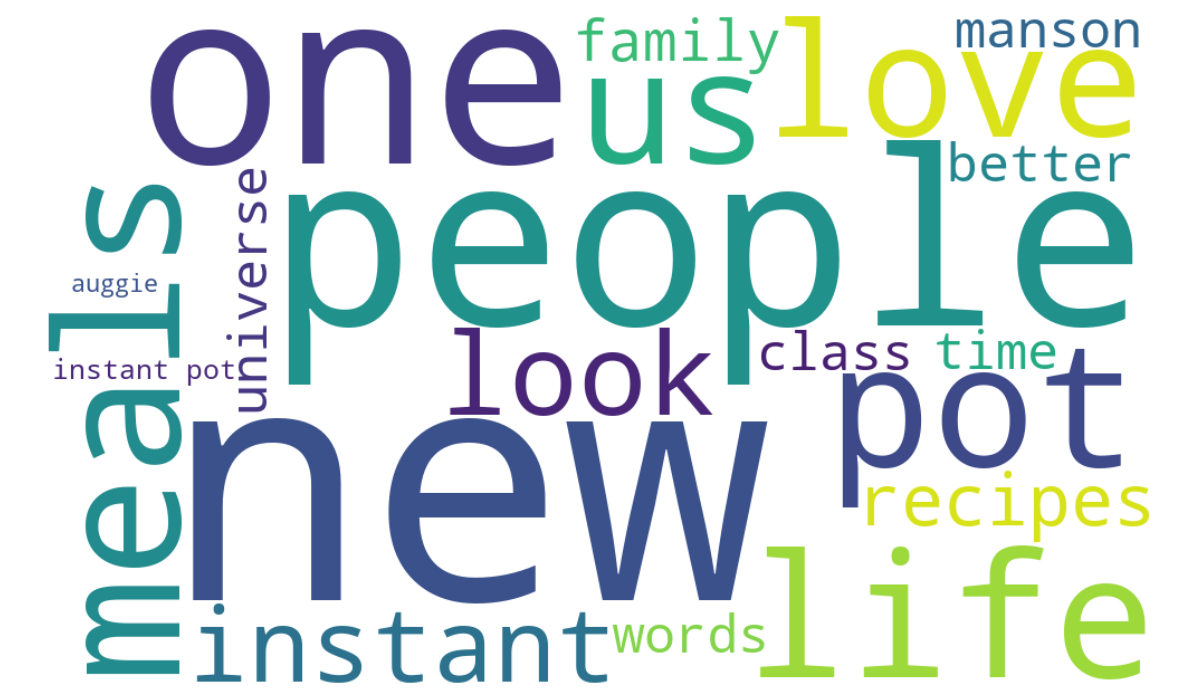 one
family
us
love
manson
better
people
meals
universe
auggie
instant pot
look
class
time
pot
new
recipes
instant
words
life